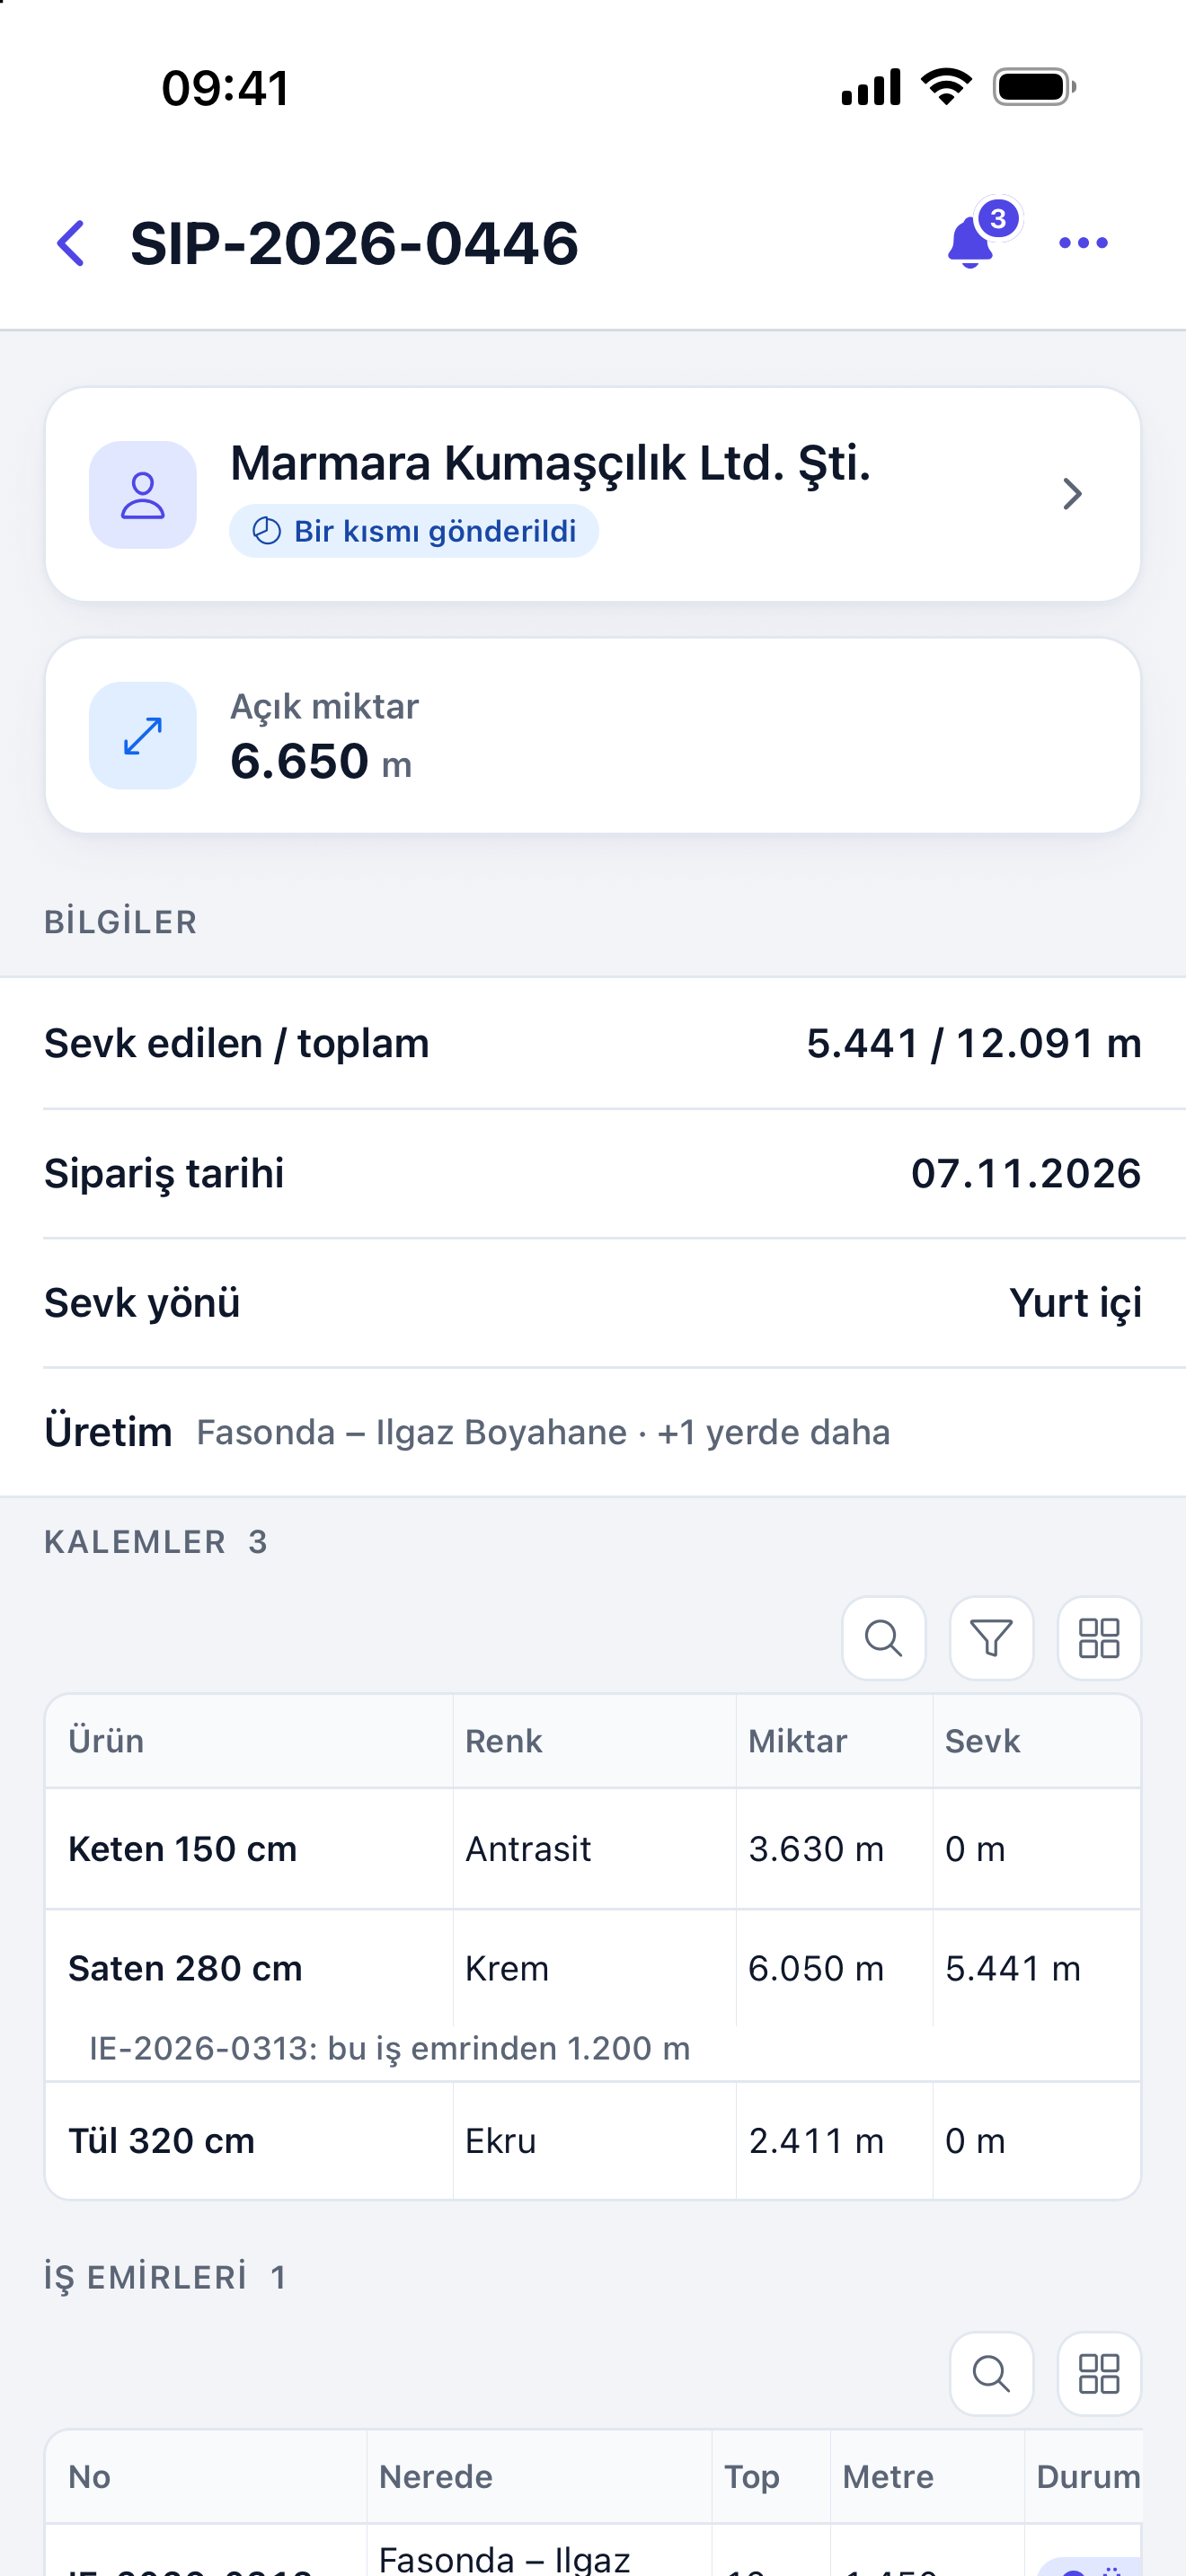 09:41
SIP-2026-0446
3
Marmara Kumaşçılık Ltd. Şti.
Bir kısmı gönderildi
Açık miktar
6.650 m
BİLGİLER
Sevk edilen / toplam 5.441 / 12.091 m
Sipariş tarihi 07.11.2026
Sevk yönü Yurt içi
Üretim Fasonda – Ilgaz Boyahane · +1 yerde daha
KALEMLER 3
Ürün Renk Miktar Sevk
Keten 150 cm Antrasit 3.630 m 0 m
Saten 280 cm Krem 6.050 m 5.441 m
IE-2026-0313: bu iş emrinden 1.200 m
Tül 320 cm Ekru 2.411 m 0 m
İŞ EMİRLERİ 1
No Nerede Top Metre Durum
Fasonda – Ilgaz